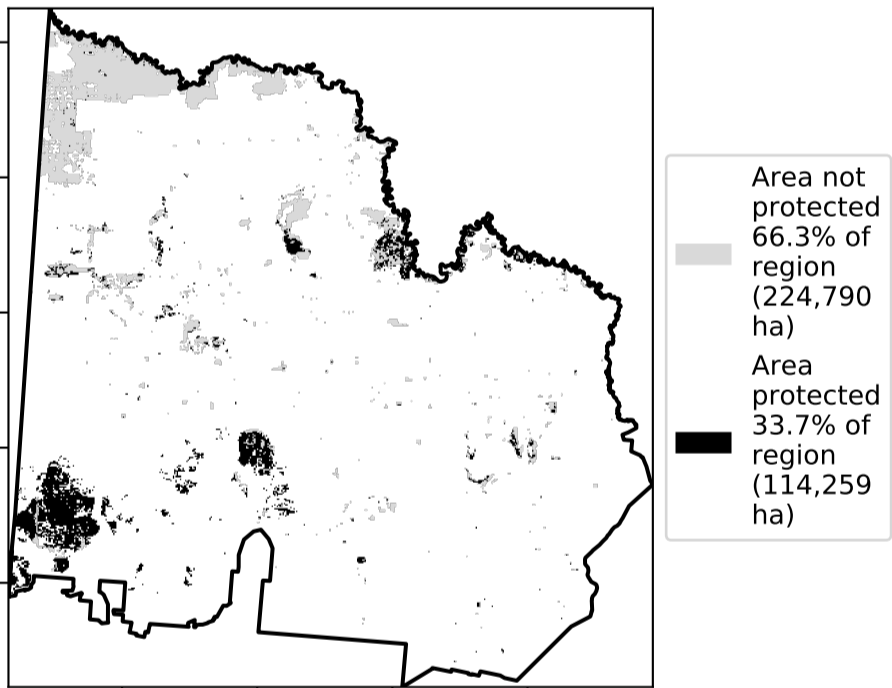 Area not
protected
66.3% of
region
(224,790
ha)
Area
protected
33.7% of
region
(114,259
ha)